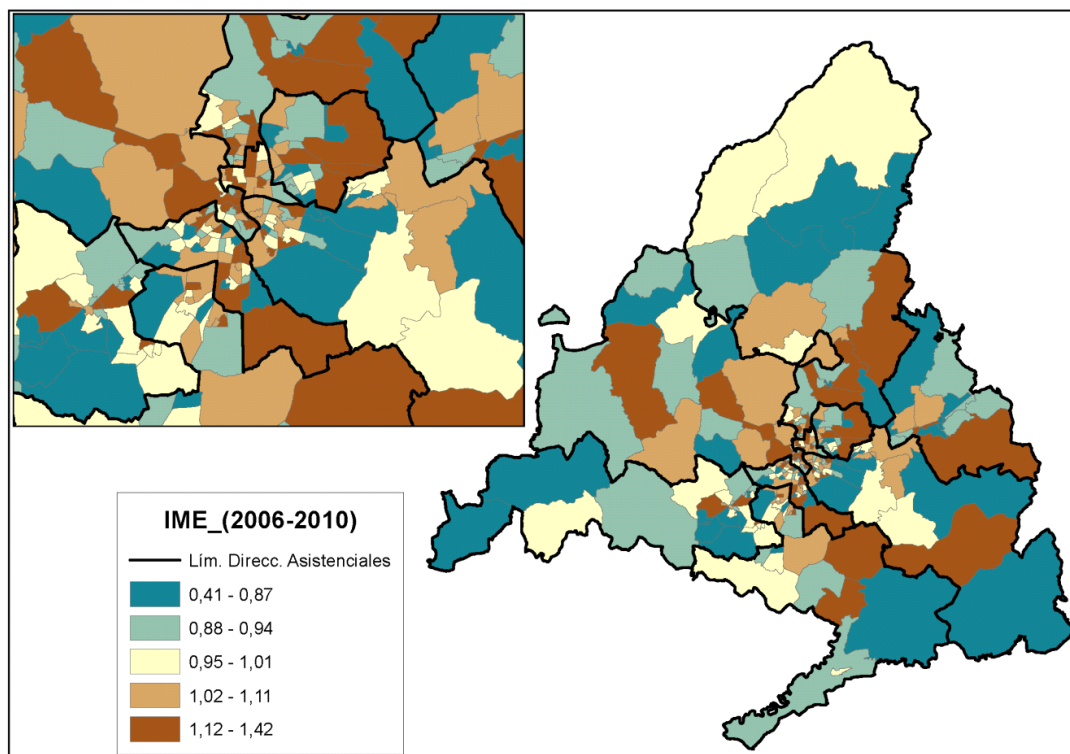 IME_(2006-2010)
Lím. Direcc. Asistenciales
0,41 - 0,87
0,88 - 0,94
0,95 - 1,01
1,02 - 1,11
1,12 - 1,42